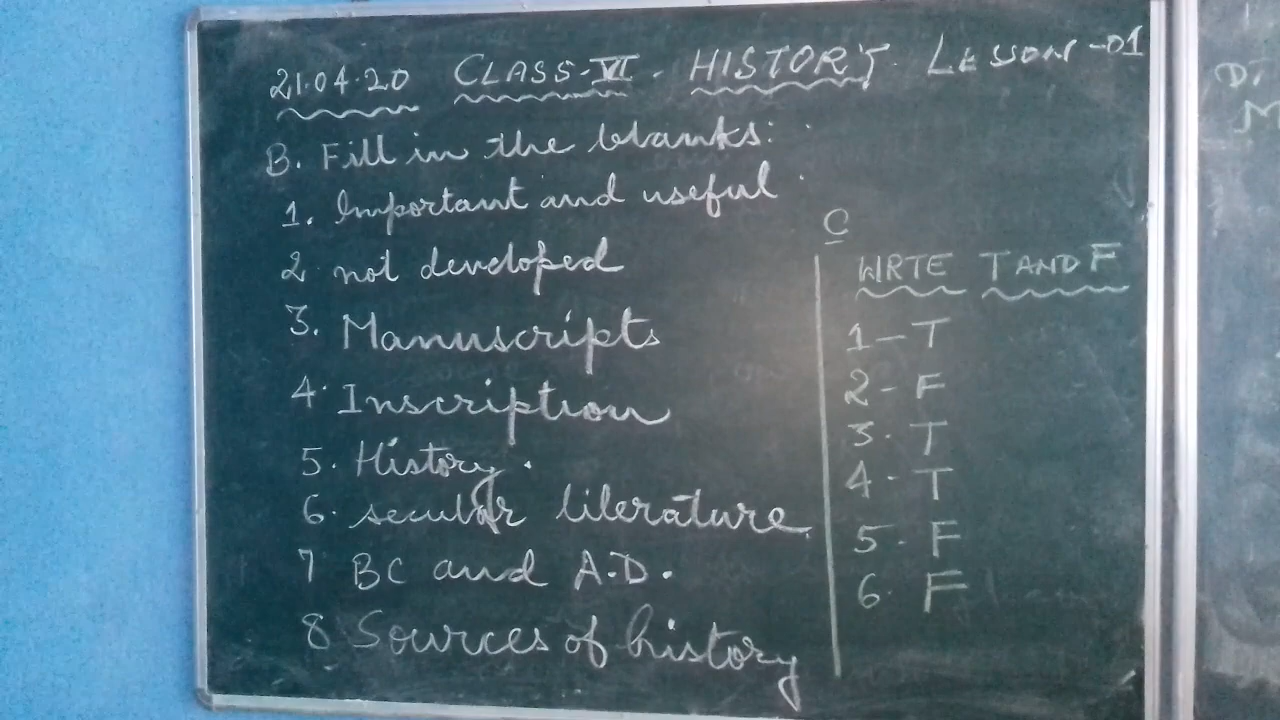 21.04.20 CLASS-VI. HISTORY. Lesson -01
B. Fill in the blanks:
1. Important and useful
2 not developed
3. Manuscripts
4. Inscription
5. History.
6. secular literature
7 BC and A.D.
8 Sources of history
C
WRTE T AND F
1-T
2-F
3. T
4-T
5-F
6. F